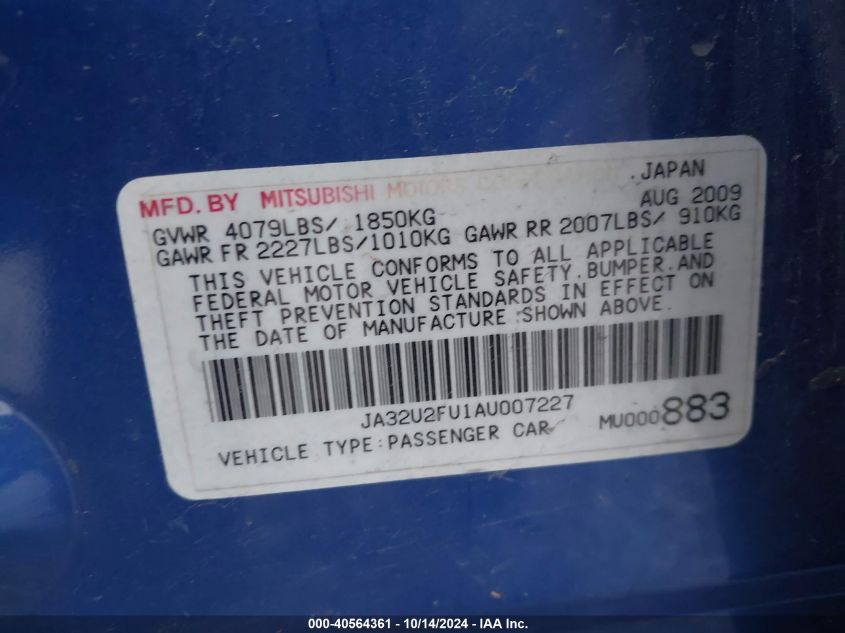 MFD. BY MITSUBISHI MOTORS CORPORATION, JAPAN
AUG 2009
GVWR 4079LBS/ 1850KG
GAWR FR 2227LBS/1010KG GAWR RR 2007LBS/ 910KG
THIS VEHICLE CONFORMS TO ALL APPLICABLE
FEDERAL MOTOR VEHICLE SAFETY,BUMPER,AND
THEFT PREVENTION STANDARDS IN EFFECT ON
THE DATE OF MANUFACTURE SHOWN ABOVE.
JA32U2FU1AU007227
VEHICLE TYPE:PASSENGER CAR
MU000883
000-40564361 - 10/14/2024 - IAA Inc.